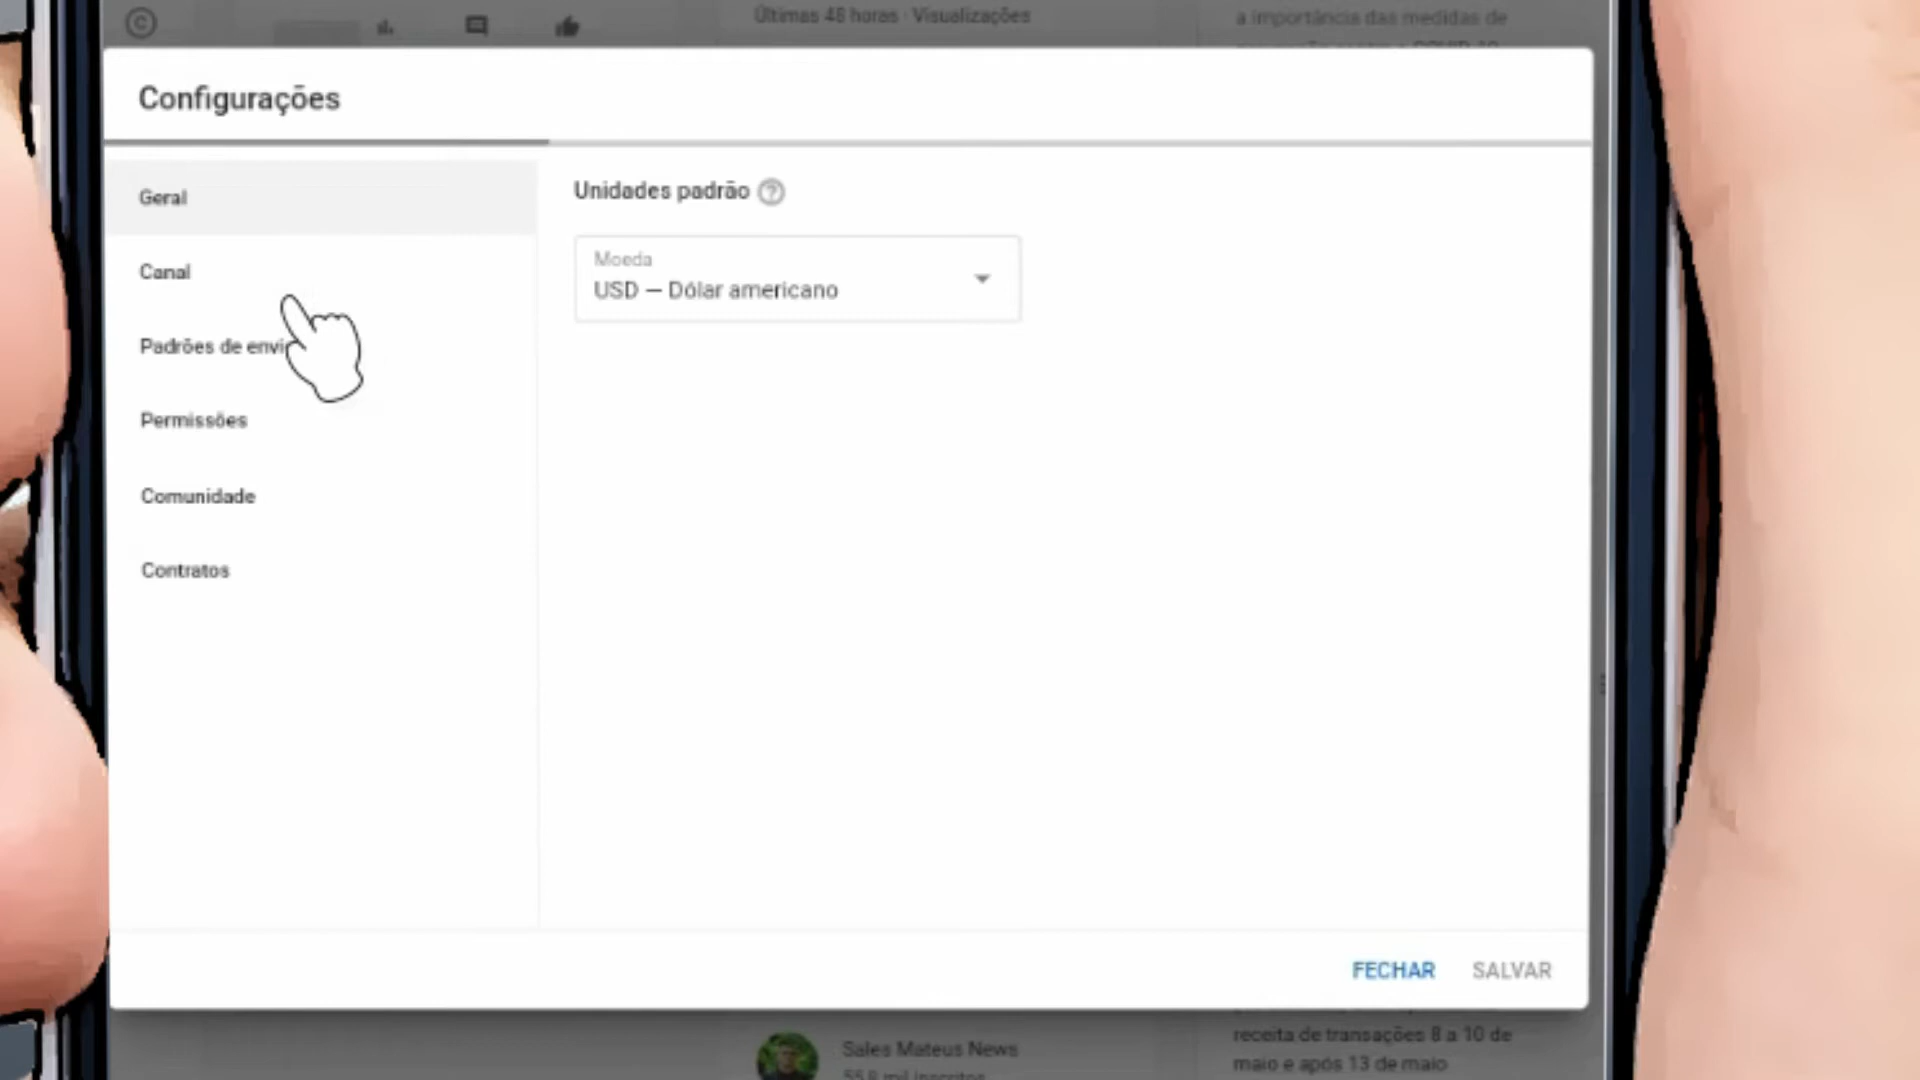 Últimas 48 horas · Visualizações
a importância das medidas de
Configurações
Geral
Canal
Padrões de envi
Permissões
Comunidade
Contratos
Unidades padrão
Moeda
USD — Dólar americano
FECHAR SALVAR
Sales Mateus News
receita de transações 8 a 10 de
maio e após 13 de maio